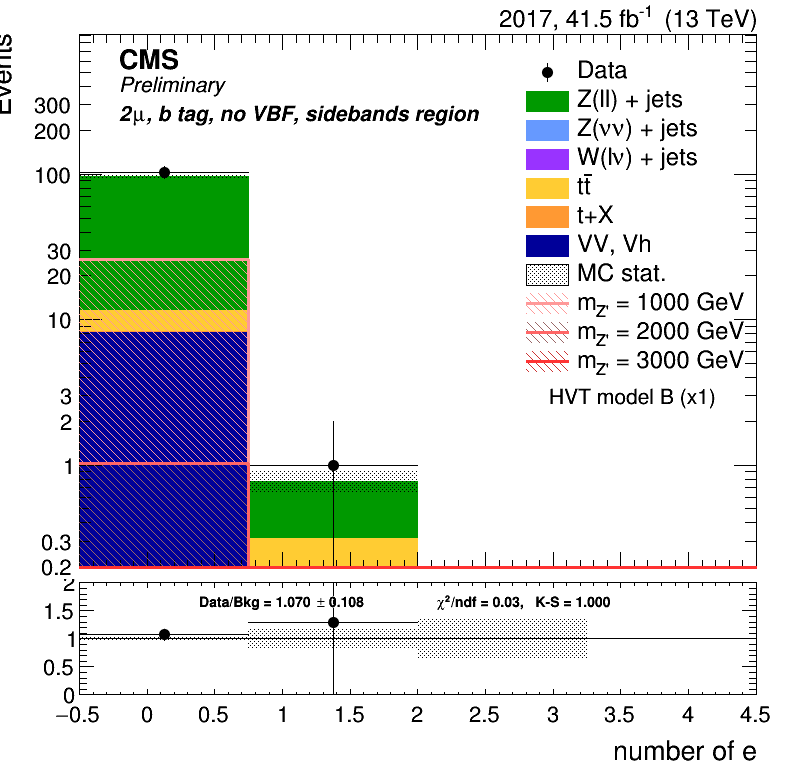 2017, 41.5 fb⁻¹ (13 TeV)
Events
CMS
Preliminary
2μ, b tag, no VBF, sidebands region
Data
Z(ll) + jets
Z(νν) + jets
W(lν) + jets
tt̄
t+X
VV, Vh
MC stat.
m_Z' = 1000 GeV
m_Z' = 2000 GeV
m_Z' = 3000 GeV
HVT model B (x1)
300
200
100
30
20
10
3
2
1
0.3
0.2
Data/Bkg = 1.070 ± 0.108
χ²/ndf = 0.03, K-S = 1.000
2
1.5
1
0.5
0
−0.5 0 0.5 1 1.5 2 2.5 3 3.5 4 4.5
number of e